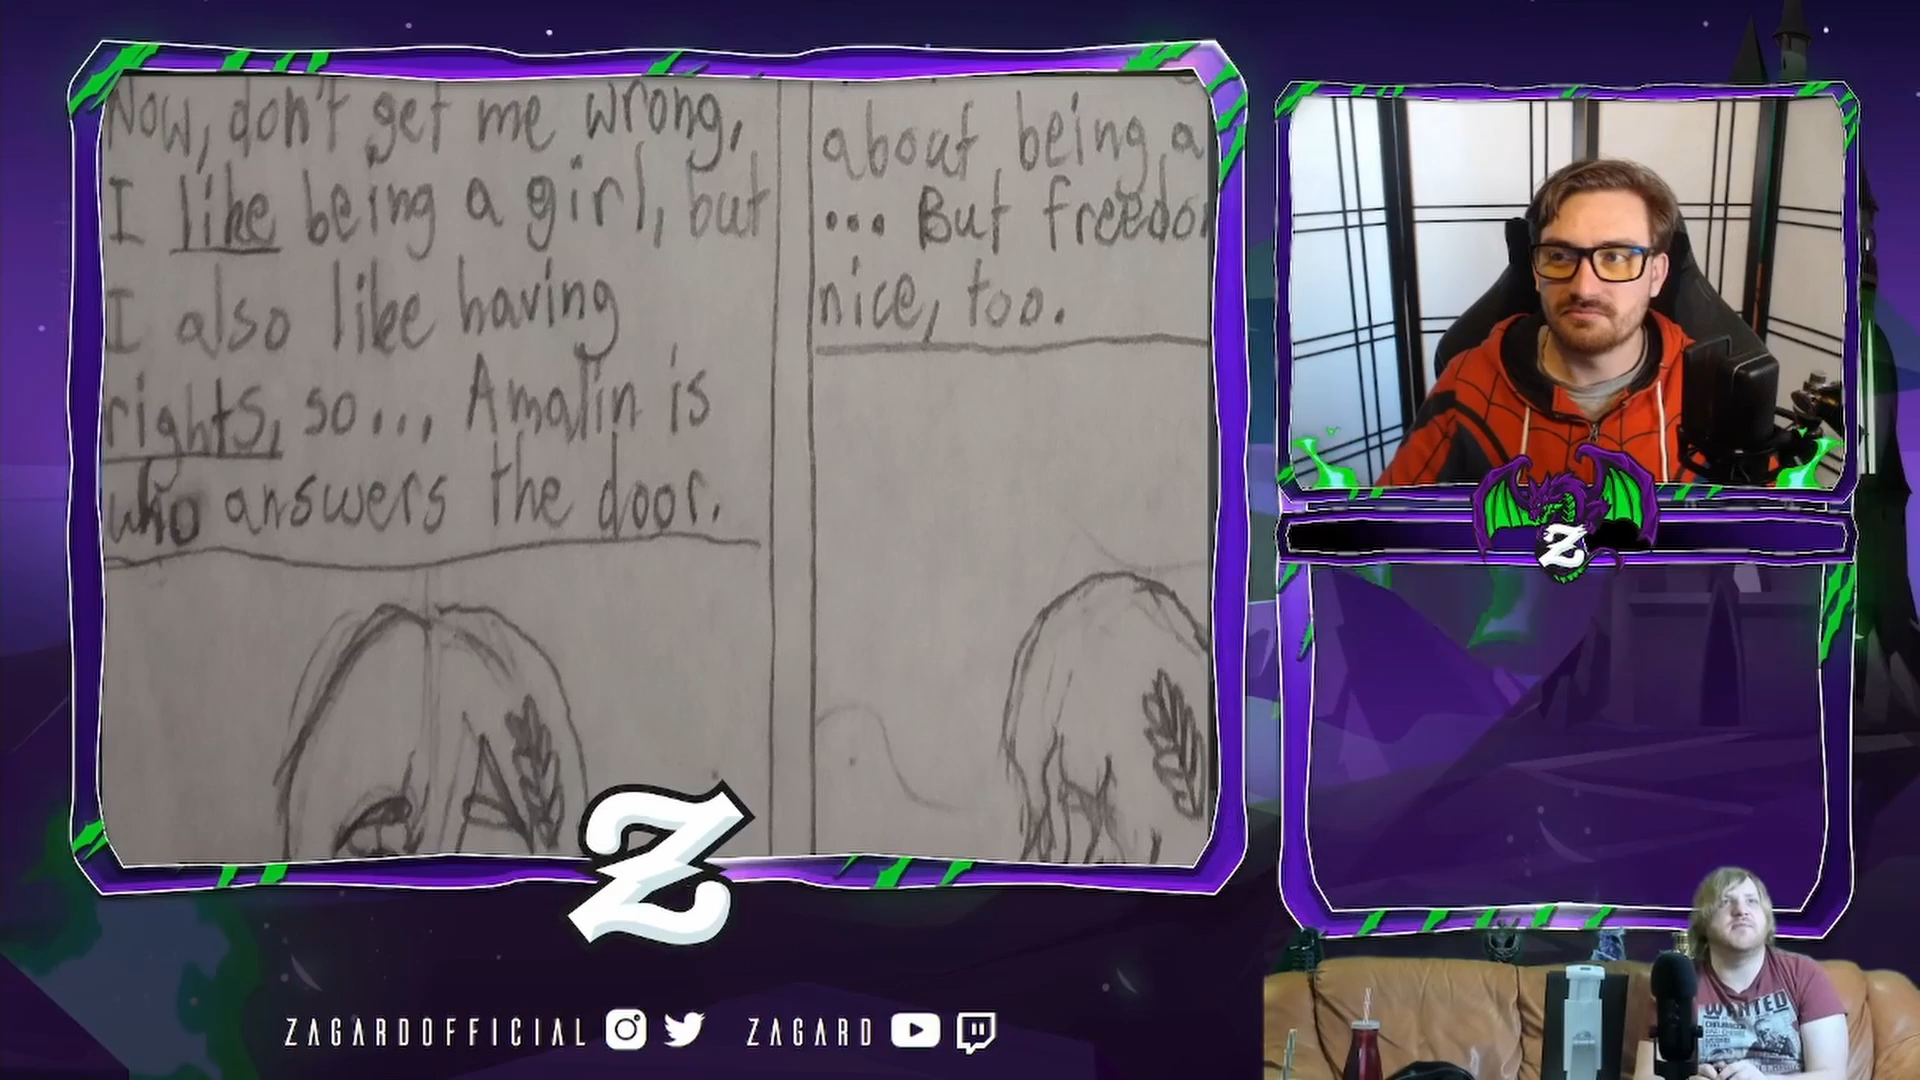 Now, don't get me wrong,
I like being a girl, but
I also like having
rights, so... Amalin is
who answers the door.
about being a
... But freedo
nice, too.
Z
Z
ZAGARDOFFICIAL
ZAGARD
WANTED